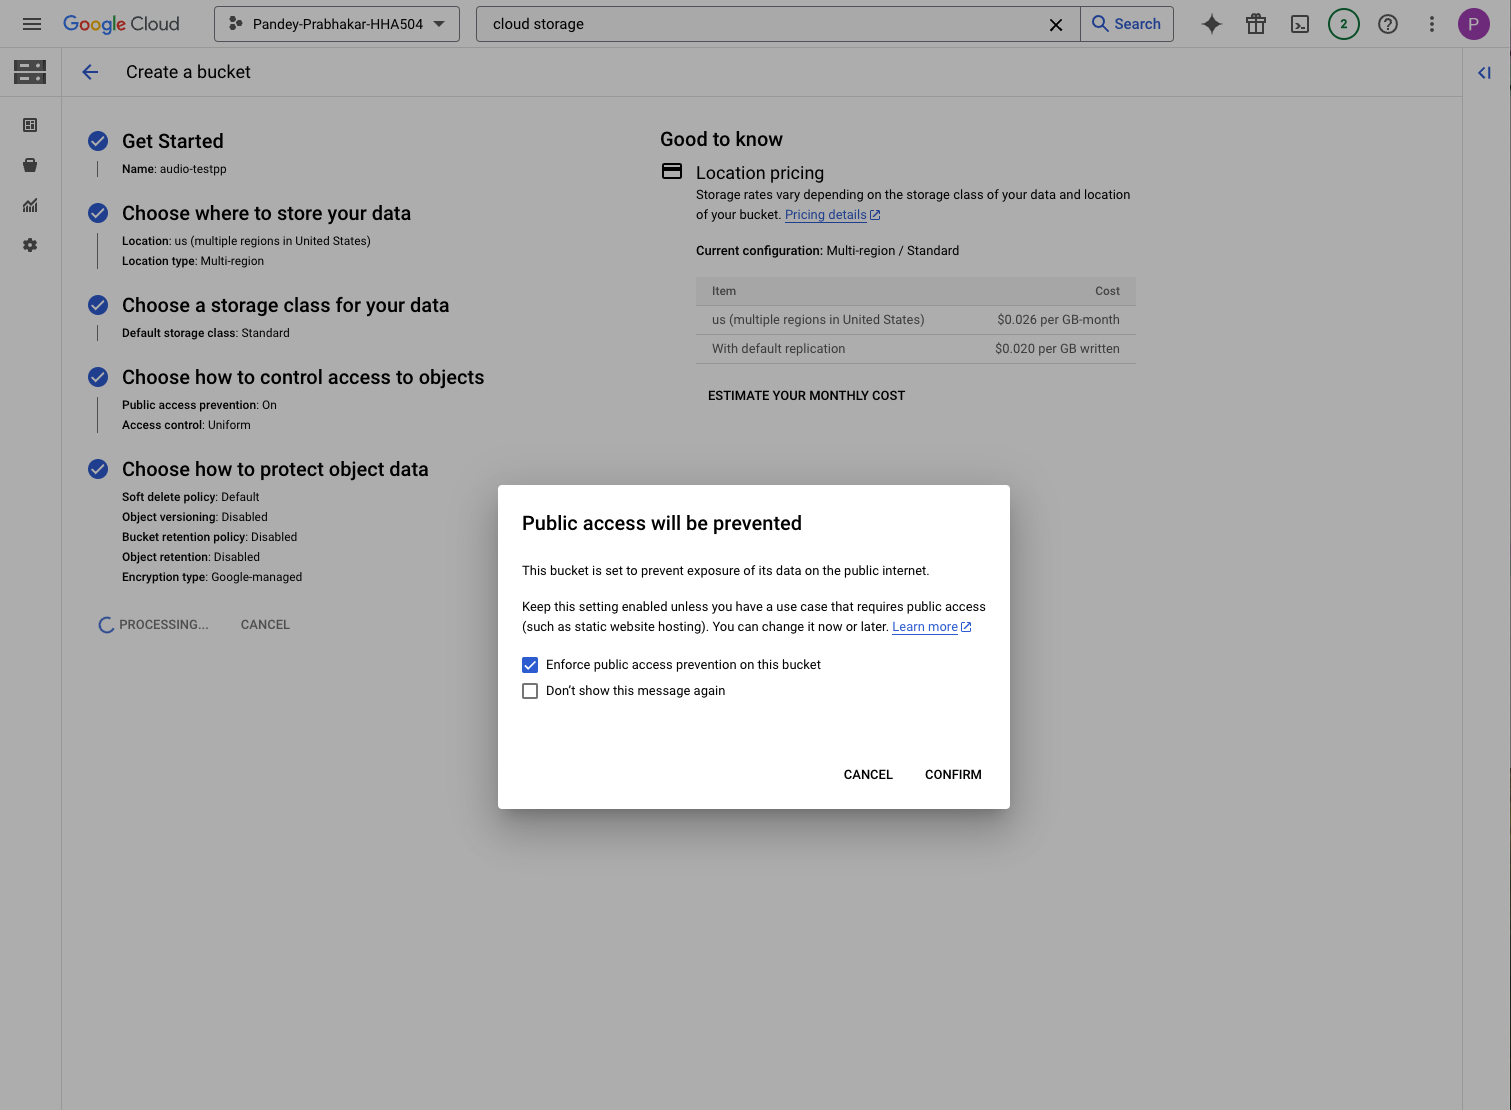 Google Cloud
Pandey-Prabhakar-HHA504
cloud storage
Search
2
P
Create a bucket
Get Started
Name: audio-testpp
Choose where to store your data
Location: us (multiple regions in United States)
Location type: Multi-region
Choose a storage class for your data
Default storage class: Standard
Choose how to control access to objects
Public access prevention: On
Access control: Uniform
Choose how to protect object data
Soft delete policy: Default
Object versioning: Disabled
Bucket retention policy: Disabled
Object retention: Disabled
Encryption type: Google-managed
PROCESSING... CANCEL
Good to know
Location pricing
Storage rates vary depending on the storage class of your data and location
of your bucket. Pricing details
Current configuration: Multi-region / Standard
Item Cost
us (multiple regions in United States) $0.026 per GB-month
With default replication $0.020 per GB written
ESTIMATE YOUR MONTHLY COST
Public access will be prevented
This bucket is set to prevent exposure of its data on the public internet.
Keep this setting enabled unless you have a use case that requires public access
(such as static website hosting). You can change it now or later. Learn more
Enforce public access prevention on this bucket
Don't show this message again
CANCEL CONFIRM